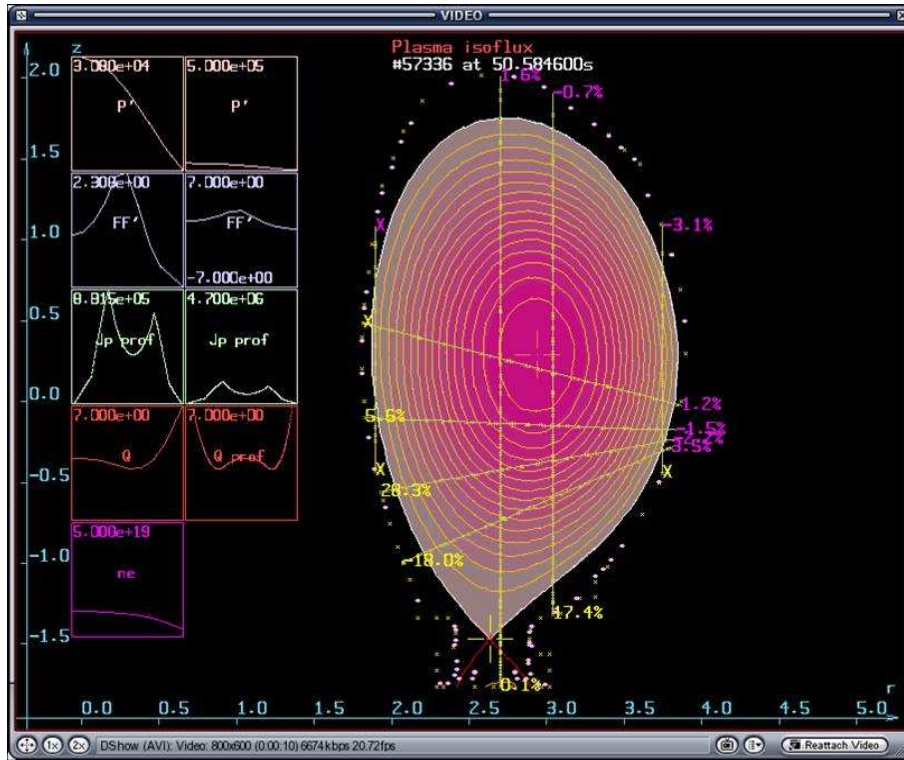 VIDEO
Plasma isoflux
#57336 at 50.584600s
z
2.0
1.5
1.0
0.5
0.0
-0.5
-1.0
-1.5
3.080e+04
P'
5.000e+05
P'
2.308e+00
FF'
7.000e+00
FF'
-7.000e+00
8.815e+05
Jp prof
4.700e+06
Jp prof
7.000e+00
Q
7.000e+00
Q prof
5.000e+19
ne
1.6%
-0.7%
X
-3.1%
X
-1.2%
5.6%
-1.5%
3.5%
X
X
28.3%
-18.0%
17.4%
0.1%
r
0.0 0.5 1.0 1.5 2.0 2.5 3.0 3.5 4.0 4.5 5.0
1x 2x DShow (AVI): Video: 800x600 (0:00:10) 6674kbps 20.72fps Reattach Video